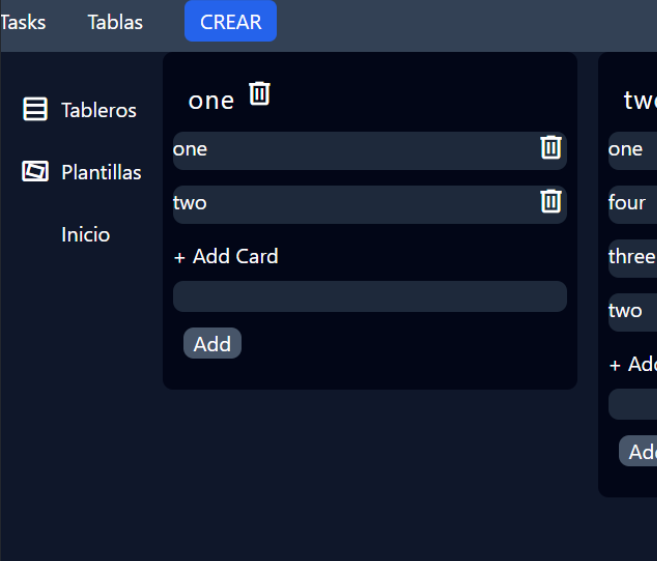 Tasks Tablas CREAR
Tableros
Plantillas
Inicio
one
one
two
+ Add Card
Add
two
one
four
three
two
+ Add
Add